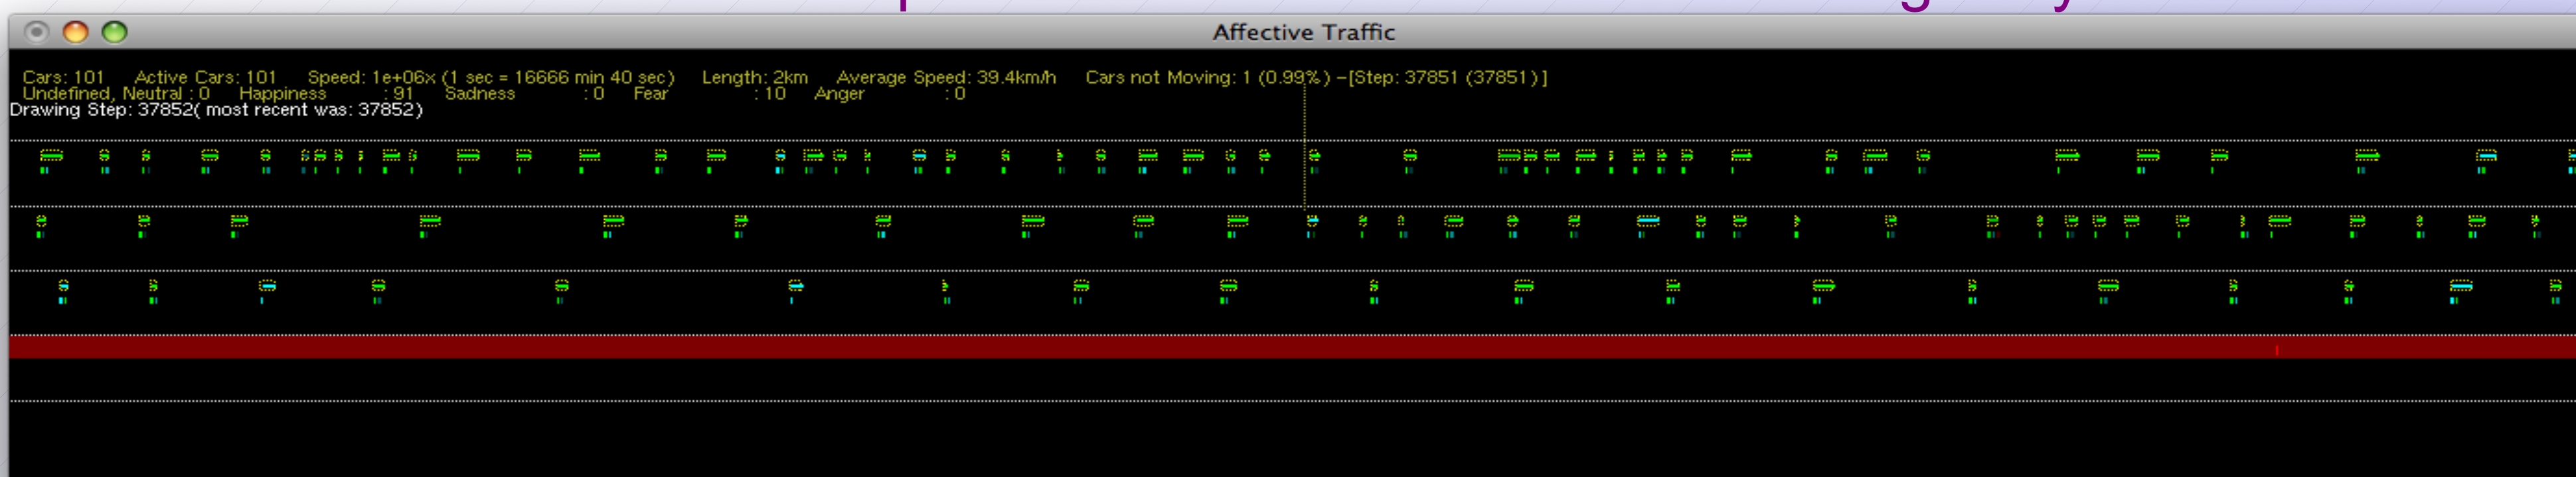 Affective Traffic
Cars: 101 Active Cars: 101 Speed: 1e+06x (1 sec = 16666 min 40 sec) Length: 2km Average Speed: 39.4km/h Cars not Moving: 1 (0.99%) -[Step: 37851 (37851)]
Undefined, Neutral : 0 Happiness : 91 Sadness : 0 Fear : 10 Anger : 0
Drawing Step: 37852( most recent was: 37852)